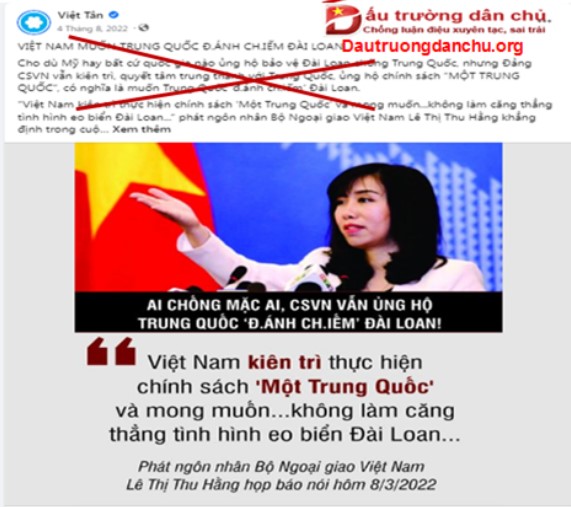 Việt Tân
4 Tháng 8, 2022
Đấu trường dân chủ.
Chống luận điệu xuyên tạc, sai trái
Dautruongdanchu.org
VIỆT NAM MUỐN TRUNG QUỐC Đ.ÁNH CH.IẾM ĐÀI LOAN
Cho dù Mỹ hay bất cứ quốc gia nào ủng hộ bảo vệ Đài Loan chống Trung Quốc, nhưng Đảng
CSVN vẫn kiên trì, quyết tâm trung thành với Trung Quốc, ủng hộ chính sách "MỘT TRUNG
QUỐC", có nghĩa là muốn Trung Quốc 'đ.ánh ch.iếm' Đài Loan.
"Việt Nam kiên trì thực hiện chính sách 'Một Trung Quốc' và mong muốn...không làm căng thẳng
tình hình eo biển Đài Loan..." phát ngôn nhân Bộ Ngoại giao Việt Nam Lê Thị Thu Hằng khẳng
định trong cuộ... Xem thêm
AI CHỐNG MẶC AI, CSVN VẪN ỦNG HỘ
TRUNG QUỐC 'Đ.ÁNH CH.IẾM' ĐÀI LOAN!
"Việt Nam kiên trì thực hiện
chính sách 'Một Trung Quốc'
và mong muốn...không làm căng
thẳng tình hình eo biển Đài Loan...
Phát ngôn nhân Bộ Ngoại giao Việt Nam
Lê Thị Thu Hằng họp báo nói hôm 8/3/2022